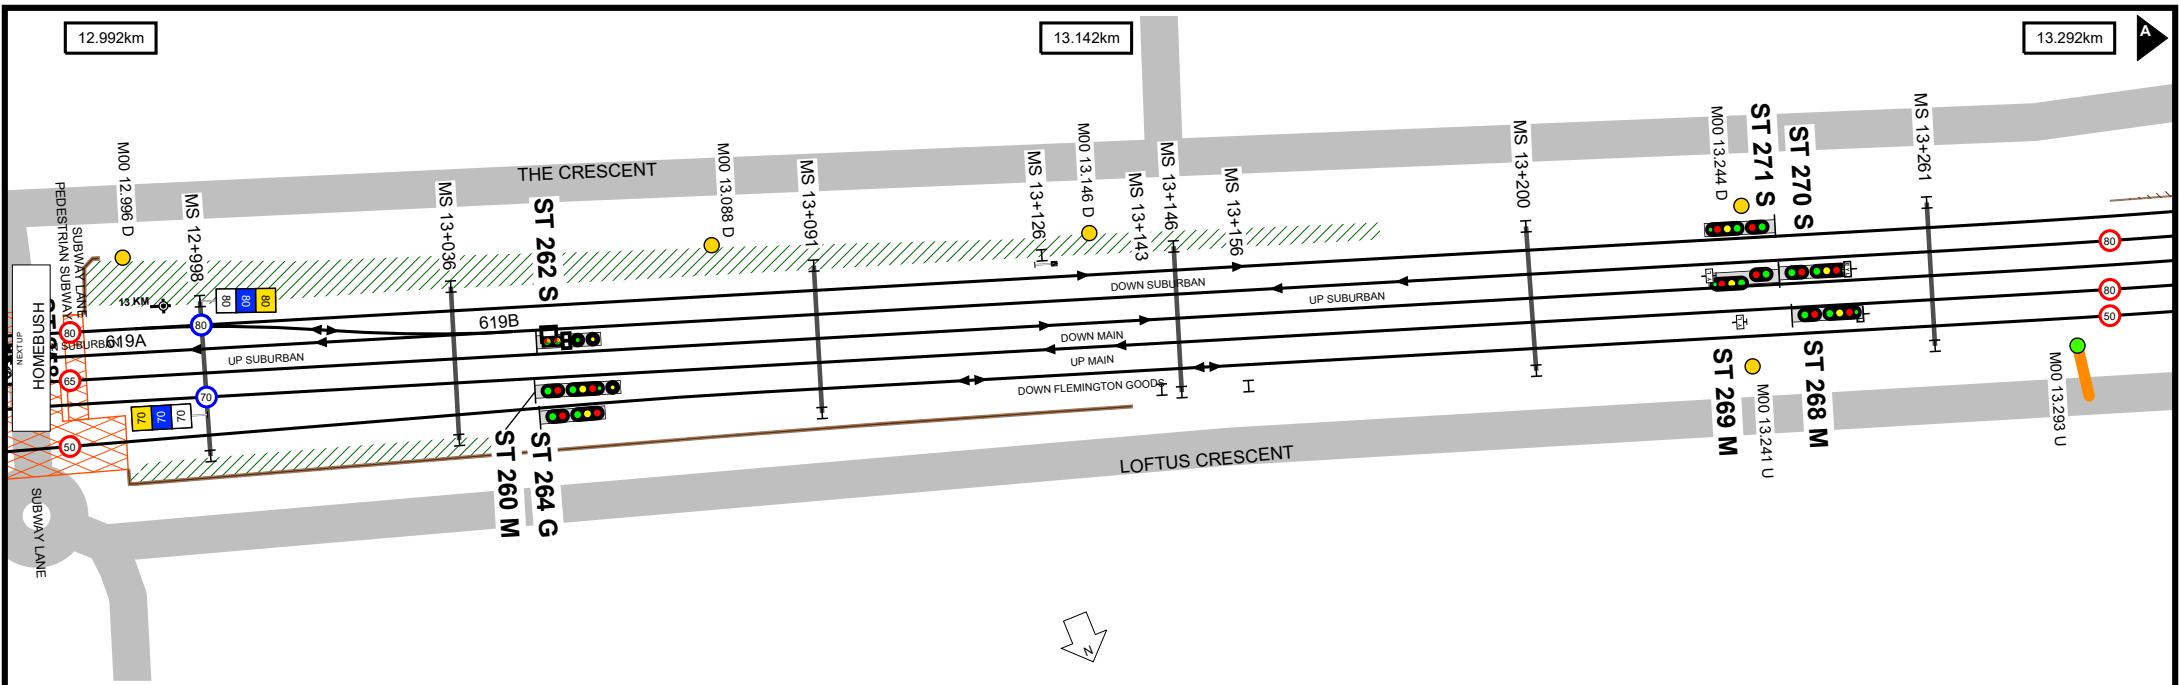 12.992km
13.142km
13.292km
A
THE CRESCENT
M00 12.996 D
MS 12+998
MS 13+036
ST 262 S
M00 13.088 D
MS 13+091
MS 13+126
M00 13.146 D
MS 13+143
MS 13+146
MS 13+156
MS 13+200
M00 13.244 D
ST 271 S
ST 270 S
MS 13+261
PEDESTRIAN SUBWAY
SUBWAY LANE
13 KM
80
80
80
80
80
619A
619B
SUBURBAN
UP SUBURBAN
DOWN SUBURBAN
UP SUBURBAN
DOWN MAIN
UP MAIN
DOWN FLEMINGTON GOODS
80
80
50
65
70
70
70
70
50
NEXT UP
HOMEBUSH
ST 260 M
ST 264 G
ST 269 M
M00 13.241 U
ST 268 M
M00 13.293 U
LOFTUS CRESCENT
SUBWAY LANE
N